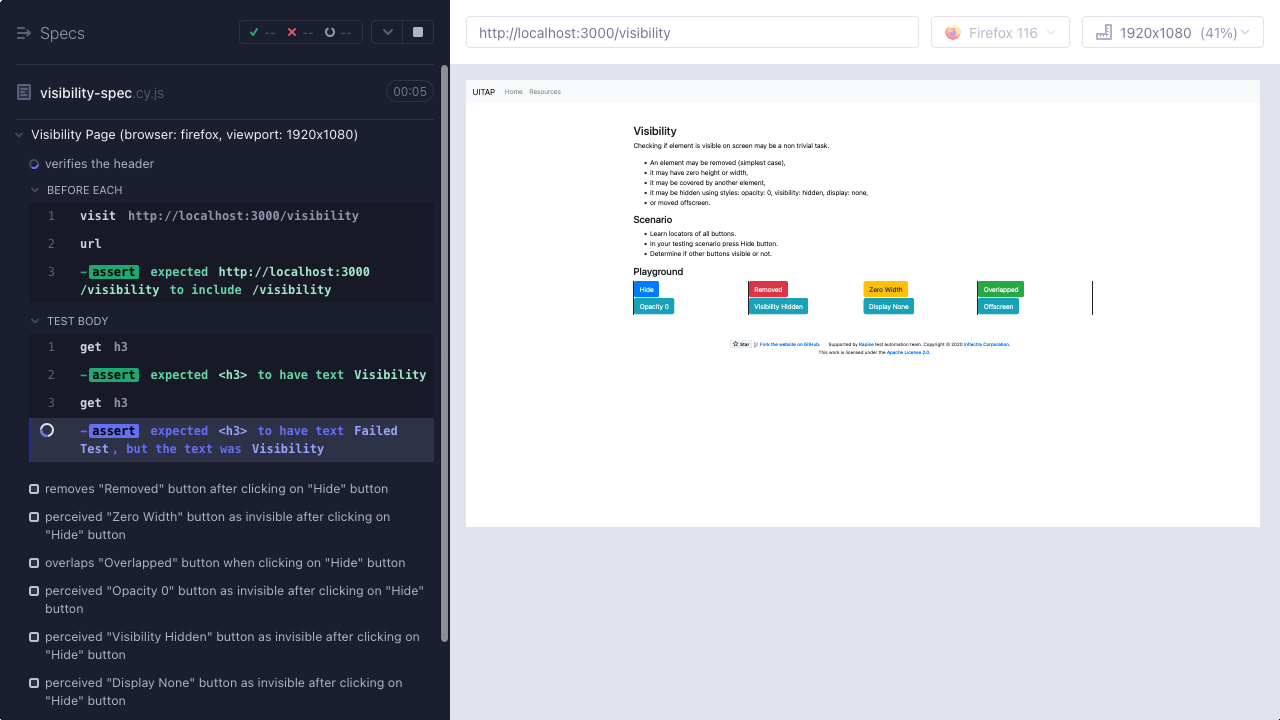 Specs
-- -- --
visibility-spec.cy.js 00:05
Visibility Page (browser: firefox, viewport: 1920x1080)
verifies the header
BEFORE EACH
1 visit http://localhost:3000/visibility
2 url
3 -assert expected http://localhost:3000
/visibility to include /visibility
TEST BODY
1 get h3
2 -assert expected <h3> to have text Visibility
3 get h3
-assert expected <h3> to have text Failed
Test, but the text was Visibility
removes "Removed" button after clicking on "Hide" button
perceived "Zero Width" button as invisible after clicking on
"Hide" button
overlaps "Overlapped" button when clicking on "Hide" button
perceived "Opacity 0" button as invisible after clicking on "Hide"
button
perceived "Visibility Hidden" button as invisible after clicking on
"Hide" button
perceived "Display None" button as invisible after clicking on
"Hide" button
http://localhost:3000/visibility
Firefox 116
1920x1080 (41%)
UITAP Home Resources
Visibility
Checking if element is visible on screen may be a non trivial task.
• An element may be removed (simplest case),
• it may have zero height or width,
• it may be covered by another element,
• it may be hidden using styles: opacity: 0, visibility: hidden, display: none,
• or moved offscreen.
Scenario
• Learn locators of all buttons.
• In your testing scenario press Hide button.
• Determine if other buttons visible or not.
Playground
Hide Removed Zero Width Overlapped
Opacity 0 Visibility Hidden Display None Offscreen
Star Fork the website on GitHub. Supported by Rapise test automation team. Copyright © 2020 Inflectra Corporation.
This work is licensed under the Apache License 2.0.